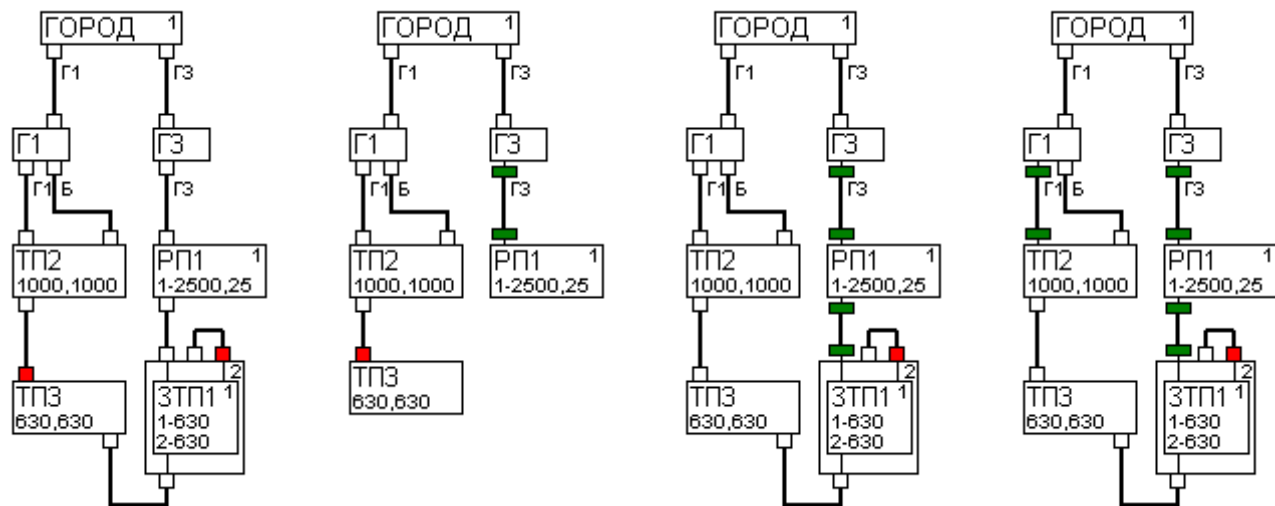 ГОРОД 1
Г1 Г3
Г1 Г3
Г1 Б Г3
ТП2 РП1 1
1000,1000 1-2500,25
2
ТП3 ЗТП1 1
630,630 1-630
2-630
ГОРОД 1
Г1 Г3
Г1 Г3
Г1 Б Г3
ТП2 РП1 1
1000,1000 1-2500,25
ТП3
630,630
ГОРОД 1
Г1 Г3
Г1 Г3
Г1 Б Г3
ТП2 РП1 1
1000,1000 1-2500,25
2
ТП3 ЗТП1 1
630,630 1-630
2-630
ГОРОД 1
Г1 Г3
Г1 Г3
Г1 Б Г3
ТП2 РП1 1
1000,1000 1-2500,25
2
ТП3 ЗТП1 1
630,630 1-630
2-630